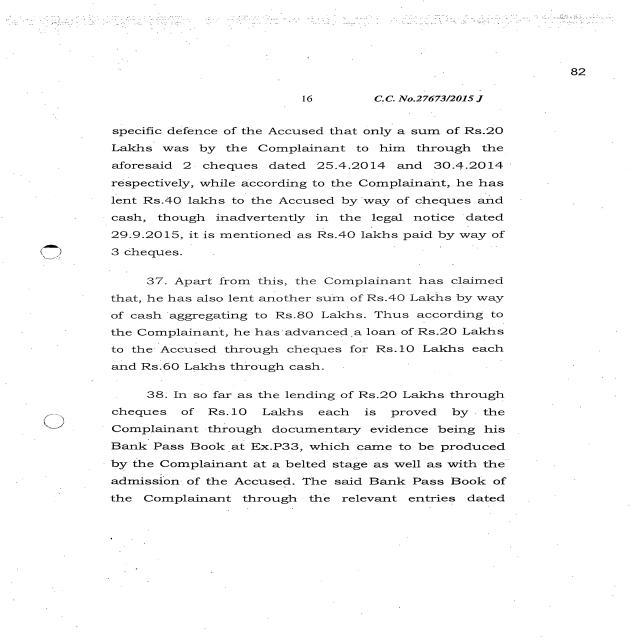 82
16 C.C. No.27673/2015 J
specific defence of the Accused that only a sum of Rs.20
Lakhs was by the Complainant to him through the
aforesaid 2 cheques dated 25.4.2014 and 30.4.2014
respectively, while according to the Complainant, he has
lent Rs.40 lakhs to the Accused by way of cheques and
cash, though inadvertently in the legal notice dated
29.9.2015, it is mentioned as Rs.40 lakhs paid by way of
3 cheques.
37. Apart from this, the Complainant has claimed
that, he has also lent another sum of Rs.40 Lakhs by way
of cash aggregating to Rs.80 Lakhs. Thus according to
the Complainant, he has advanced a loan of Rs.20 Lakhs
to the Accused through cheques for Rs.10 Lakhs each
and Rs.60 Lakhs through cash.
38. In so far as the lending of Rs.20 Lakhs through
cheques of Rs.10 Lakhs each is proved by the
Complainant through documentary evidence being his
Bank Pass Book at Ex.P33, which came to be produced
by the Complainant at a belted stage as well as with the
admission of the Accused. The said Bank Pass Book of
the Complainant through the relevant entries dated